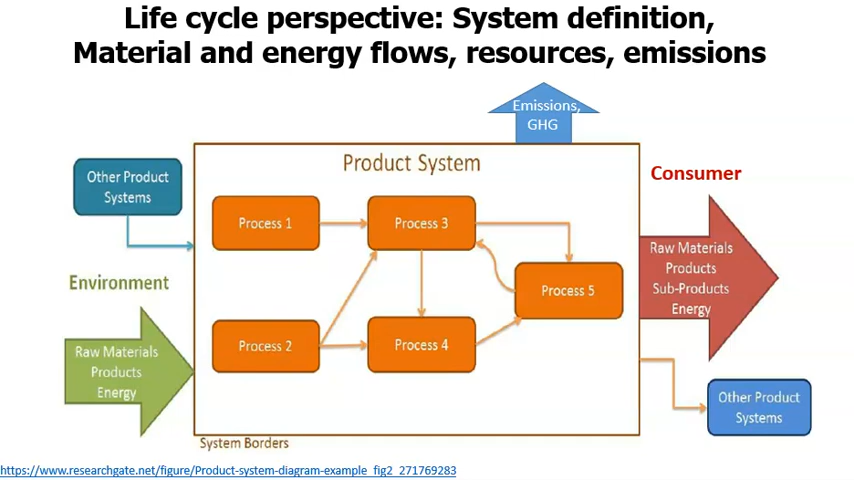 Life cycle perspective: System definition,
Material and energy flows, resources, emissions
Emissions,
GHG
Product System
Consumer
Other Product
Systems
Process 1
Process 3
Raw Materials
Products
Sub-Products
Energy
Environment
Process 5
Raw Materials
Products
Energy
Process 2
Process 4
Other Product
Systems
System Borders
https://www.researchgate.net/figure/Product-system-diagram-example_fig2_271769283